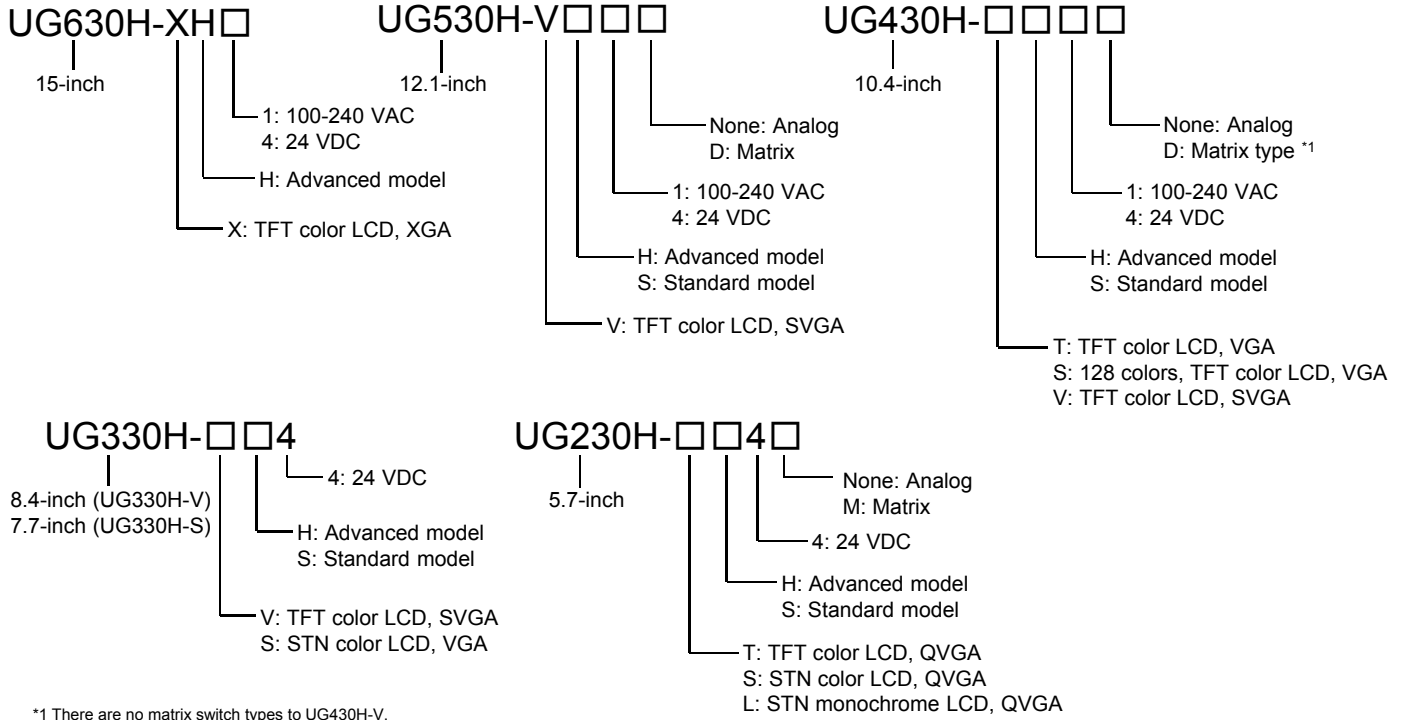 UG630H-XH□
15-inch
1: 100-240 VAC
4: 24 VDC
H: Advanced model
X: TFT color LCD, XGA
UG530H-V□□□
12.1-inch
None: Analog
D: Matrix
1: 100-240 VAC
4: 24 VDC
H: Advanced model
S: Standard model
V: TFT color LCD, SVGA
UG430H-□□□□
10.4-inch
None: Analog
D: Matrix type *1
1: 100-240 VAC
4: 24 VDC
H: Advanced model
S: Standard model
T: TFT color LCD, VGA
S: 128 colors, TFT color LCD, VGA
V: TFT color LCD, SVGA
UG330H-□□4
8.4-inch (UG330H-V)
7.7-inch (UG330H-S)
4: 24 VDC
H: Advanced model
S: Standard model
V: TFT color LCD, SVGA
S: STN color LCD, VGA
UG230H-□□4□
5.7-inch
None: Analog
M: Matrix
4: 24 VDC
H: Advanced model
S: Standard model
T: TFT color LCD, QVGA
S: STN color LCD, QVGA
L: STN monochrome LCD, QVGA
*1 There are no matrix switch types to UG430H-V.